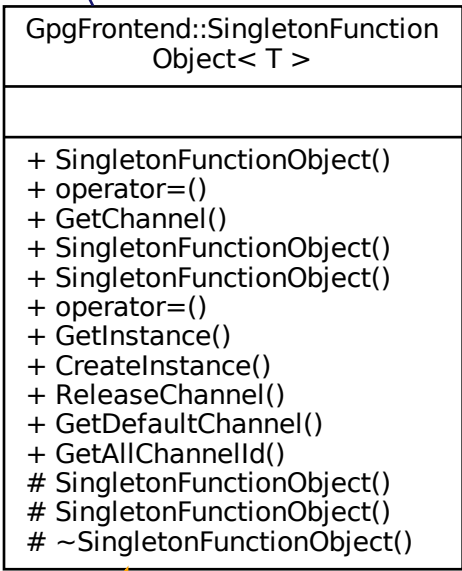 GpgFrontend::SingletonFunction
Object< T >
+ SingletonFunctionObject()
+ operator=()
+ GetChannel()
+ SingletonFunctionObject()
+ SingletonFunctionObject()
+ operator=()
+ GetInstance()
+ CreateInstance()
+ ReleaseChannel()
+ GetDefaultChannel()
+ GetAllChannelId()
# SingletonFunctionObject()
# SingletonFunctionObject()
# ~SingletonFunctionObject()